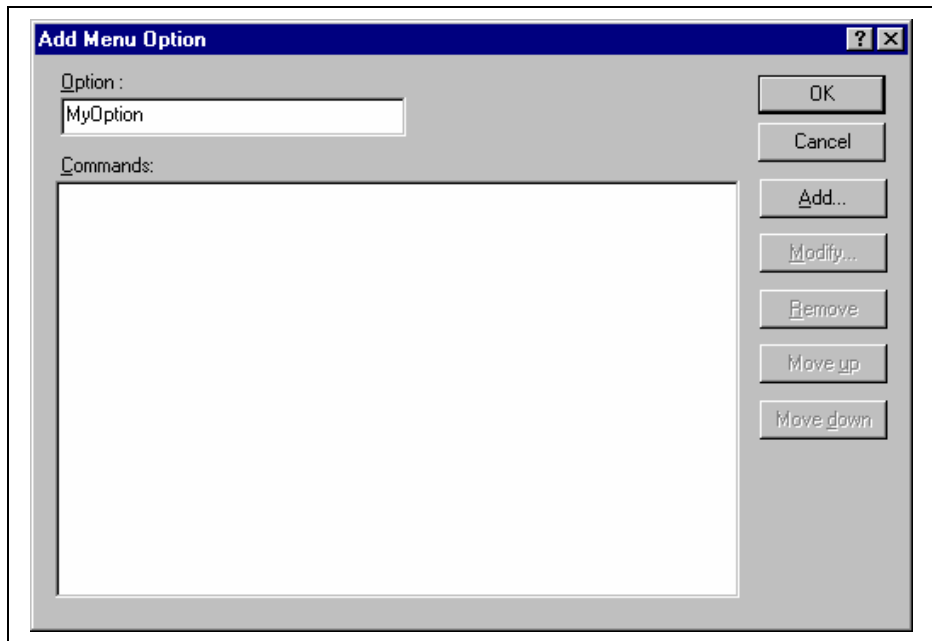 Add Menu Option
Option :
MyOption
Commands:
OK
Cancel
Add...
Modify...
Remove
Move up
Move down